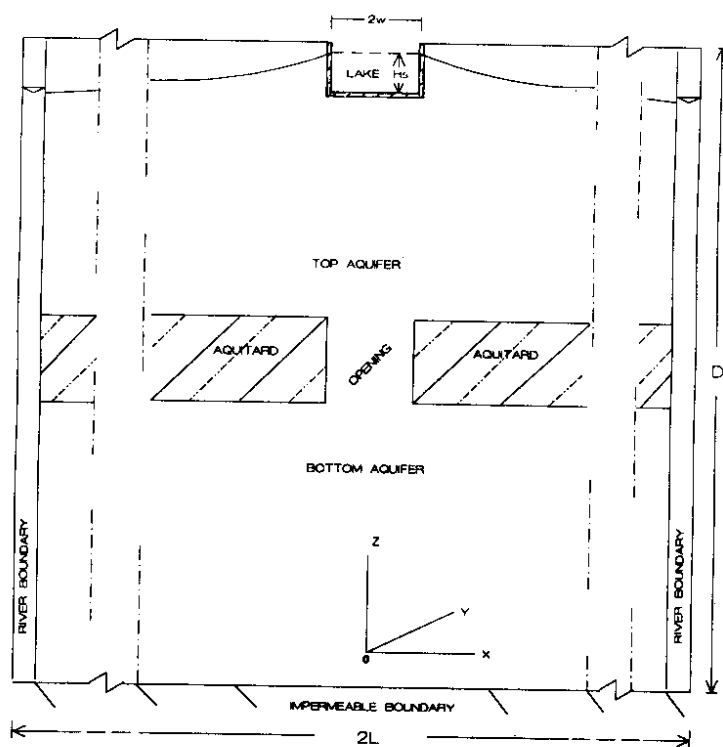 2w
LAKE
Hs
TOP AQUIFER
AQUITARD
OPENING
AQUITARD
D
BOTTOM AQUIFER
RIVER BOUNDARY
RIVER BOUNDARY
Z
Y
0
X
IMPERMEABLE BOUNDARY
2L